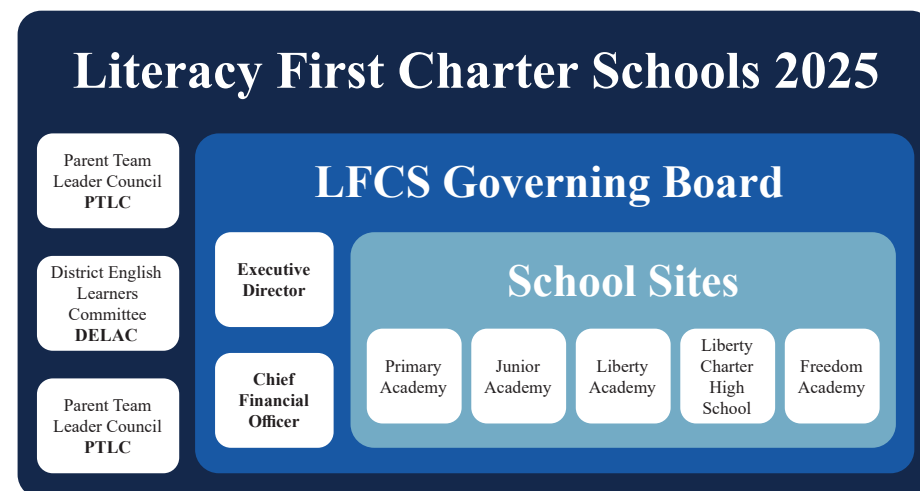 Literacy First Charter Schools 2025
Parent Team
Leader Council
PTLC
District English
Learners
Committee
DELAC
Parent Team
Leader Council
PTLC
LFCS Governing Board
Executive
Director
Chief
Financial
Officer
School Sites
Primary
Academy
Junior
Academy
Liberty
Academy
Liberty
Charter
High
School
Freedom
Academy